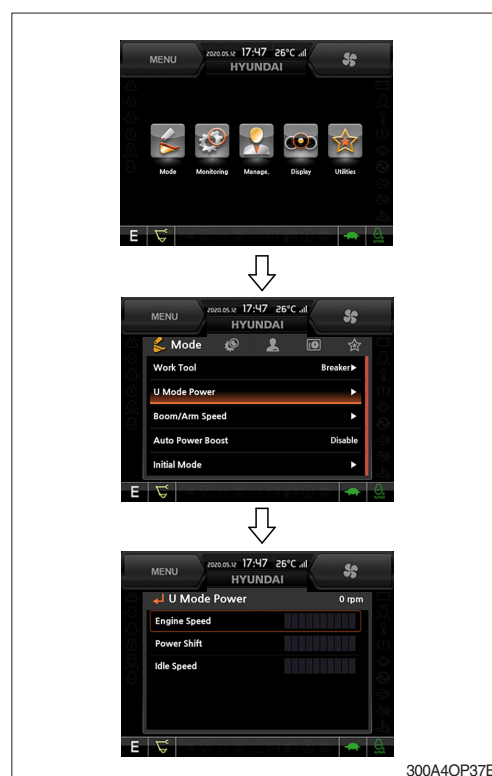 MENU 2020.05.12 17:47 26°C
HYUNDAI
Mode Monitoring Manage. Display Utilities
E
MENU 2020.05.12 17:47 26°C
HYUNDAI
Mode
Work Tool Breaker
U Mode Power
Boom/Arm Speed
Auto Power Boost Disable
Initial Mode
E
MENU 2020.05.12 17:47 26°C
HYUNDAI
U Mode Power 0 rpm
Engine Speed
Power Shift
Idle Speed
E
300A4OP37E